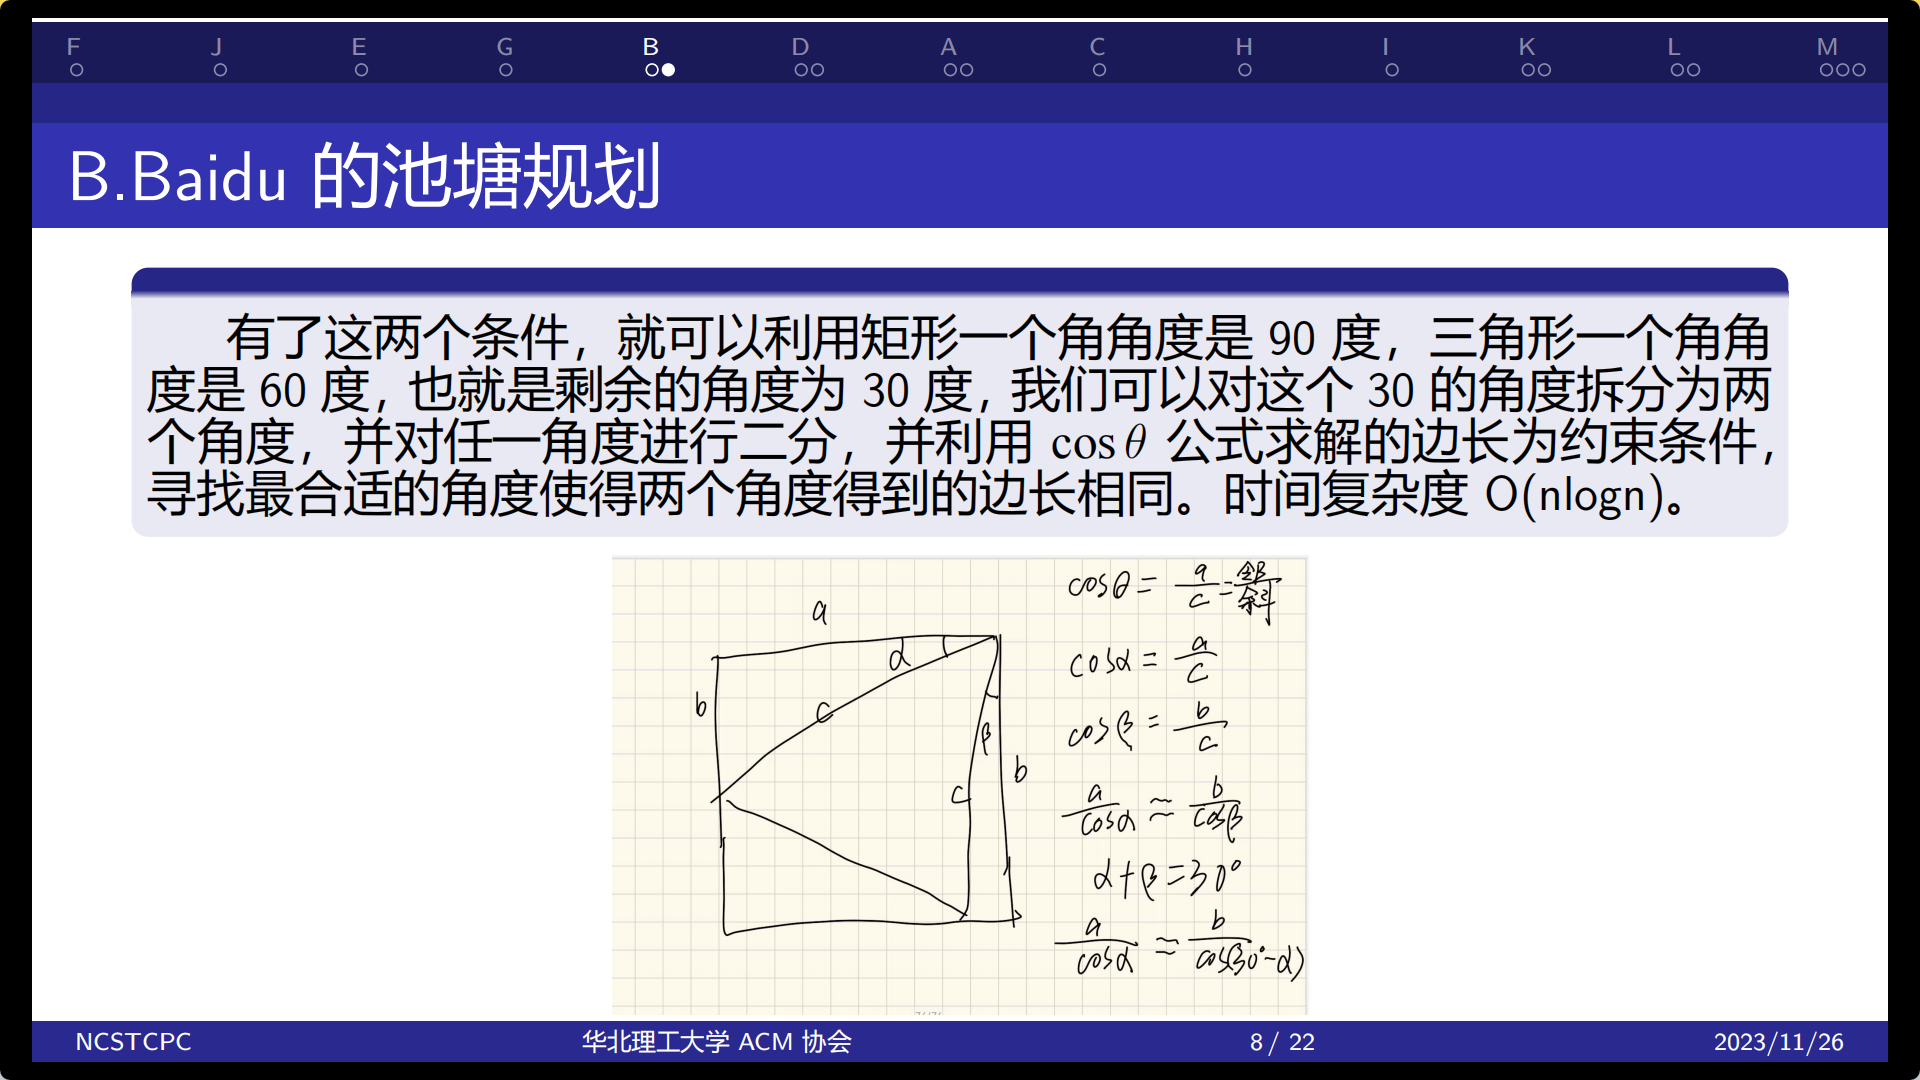 F J E G B D A C H I K L M
B.Baidu 的池塘规划
有了这两个条件，就可以利用矩形一个角角度是 90 度，三角形一个角角
度是 60 度，也就是剩余的角度为 30 度，我们可以对这个 30 的角度拆分为两
个角度，并对任一角度进行二分，并利用 cos θ 公式求解的边长为约束条件，
寻找最合适的角度使得两个角度得到的边长相同。时间复杂度 O(nlogn)。
a
α
b
c
β
c
b
cosθ = a/c = 邻/斜
cosα = a/c
cosβ = b/c
a/cosα ≈ b/cosβ
α+β=30°
a/cosα ≈ b/cos(30°-α)
NCSTCPC 华北理工大学 ACM 协会 8 / 22 2023/11/26